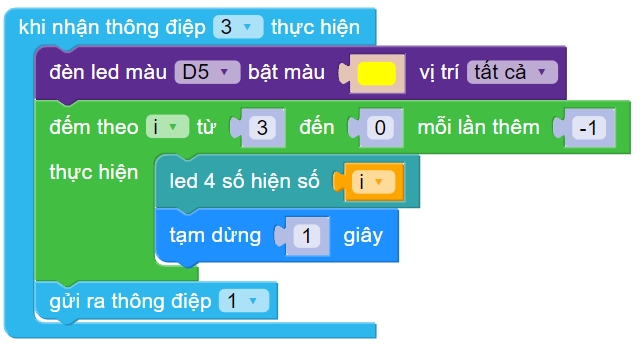 khi nhận thông điệp 3 thực hiện
đèn led màu D5 bật màu vị trí tất cả
đếm theo i từ 3 đến 0 mỗi lần thêm -1
thực hiện
led 4 số hiện số i
tạm dừng 1 giây
gửi ra thông điệp 1